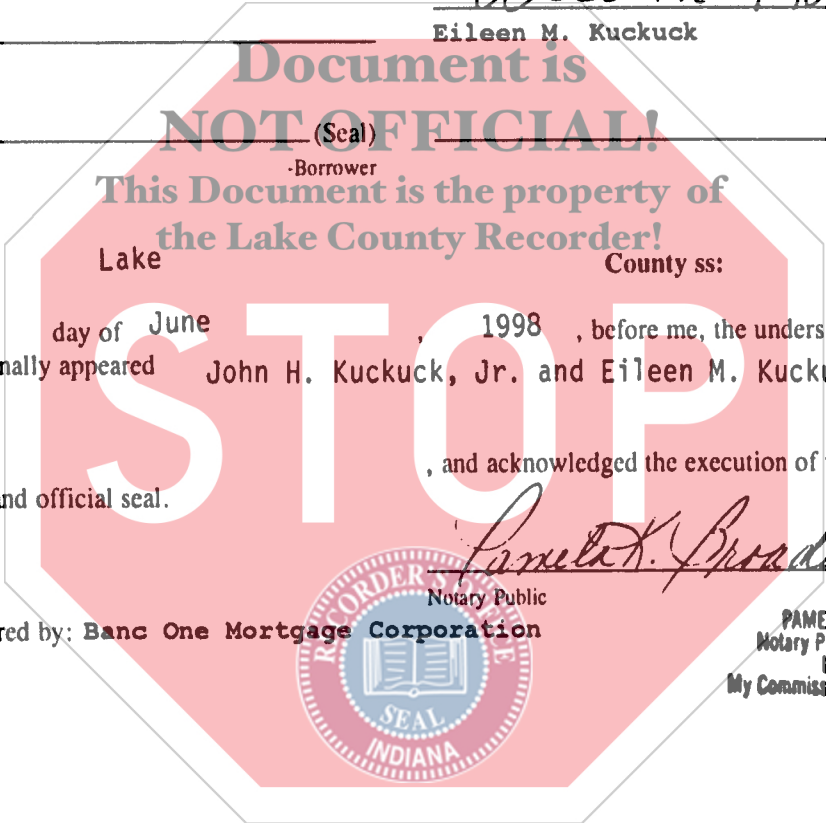 Eileen M. Kuckuck
Document is
NOT OFFICIAL!
(Seal)
-Borrower
This Document is the property of
the Lake County Recorder!
Lake County ss:
day of June , 1998 , before me, the unders
nally appeared John H. Kuckuck, Jr. and Eileen M. Kucku
STOP
, and acknowledged the execution of
nd official seal.
Pamela K. Broad
Notary Public
red by: Banc One Mortgage Corporation
PAME
Notary P
My Commiss
RECORDER'S OFFICE
SEAL
INDIANA